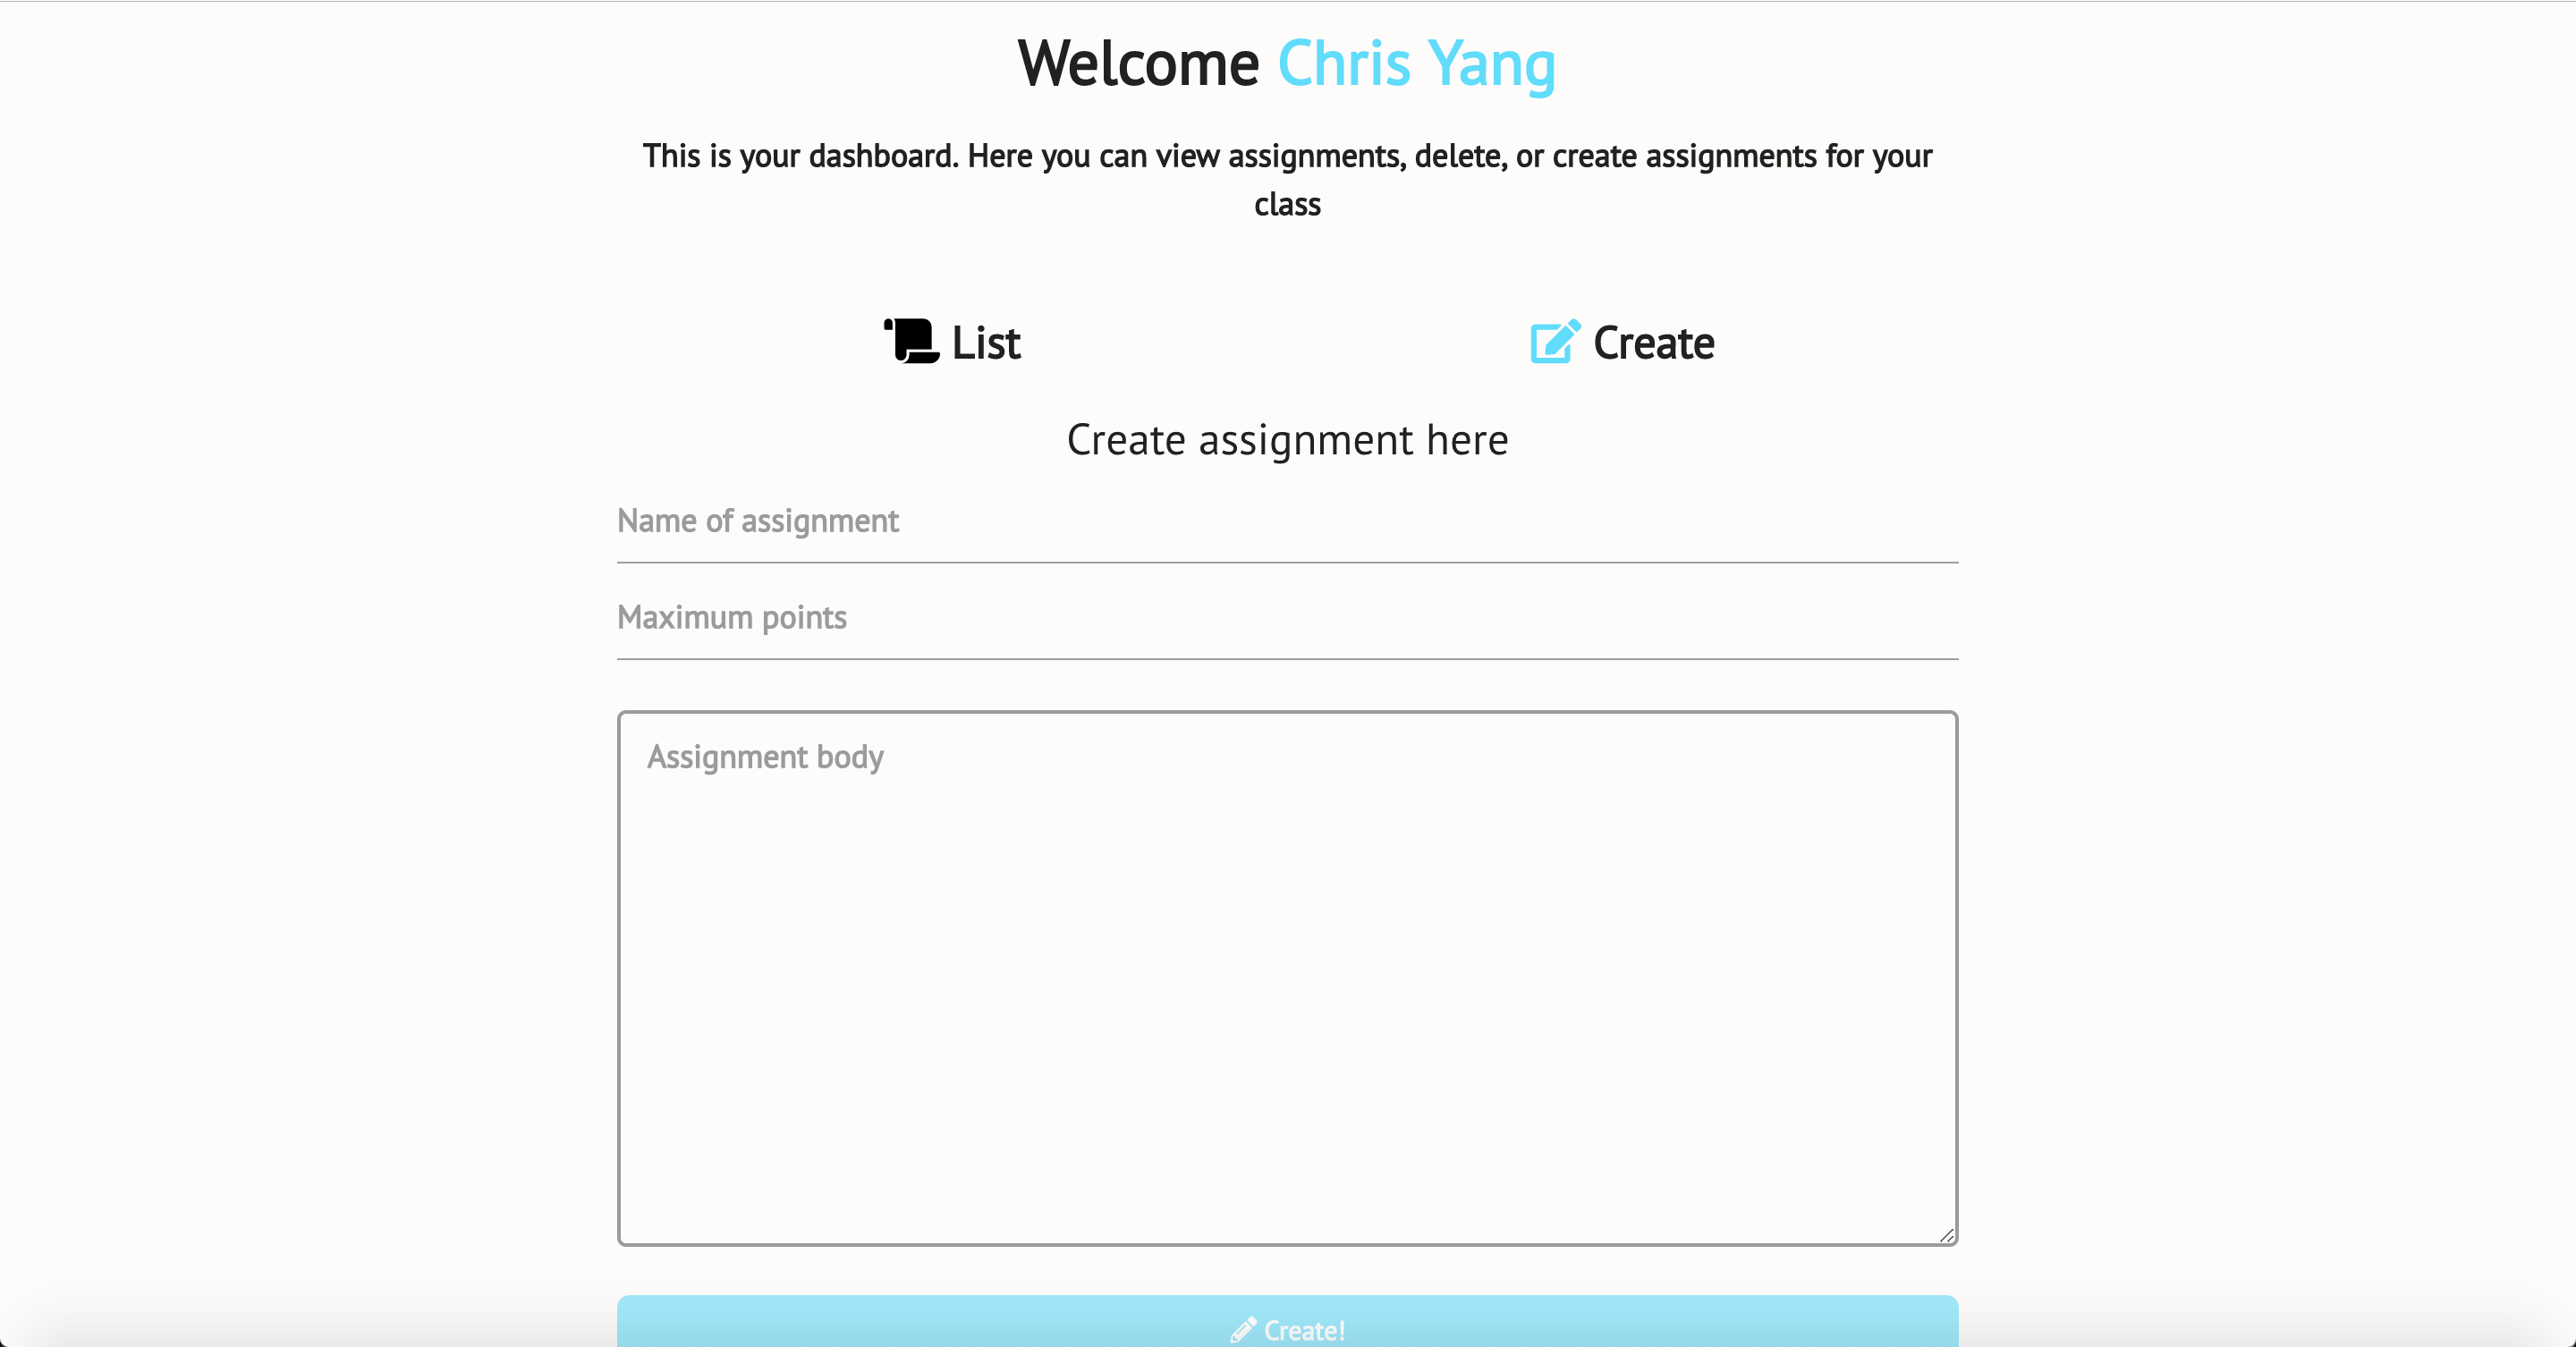 Welcome Chris Yang
This is your dashboard. Here you can view assignments, delete, or create assignments for your
class
List
Create
Create assignment here
Name of assignment
Maximum points
Assignment body
Create!